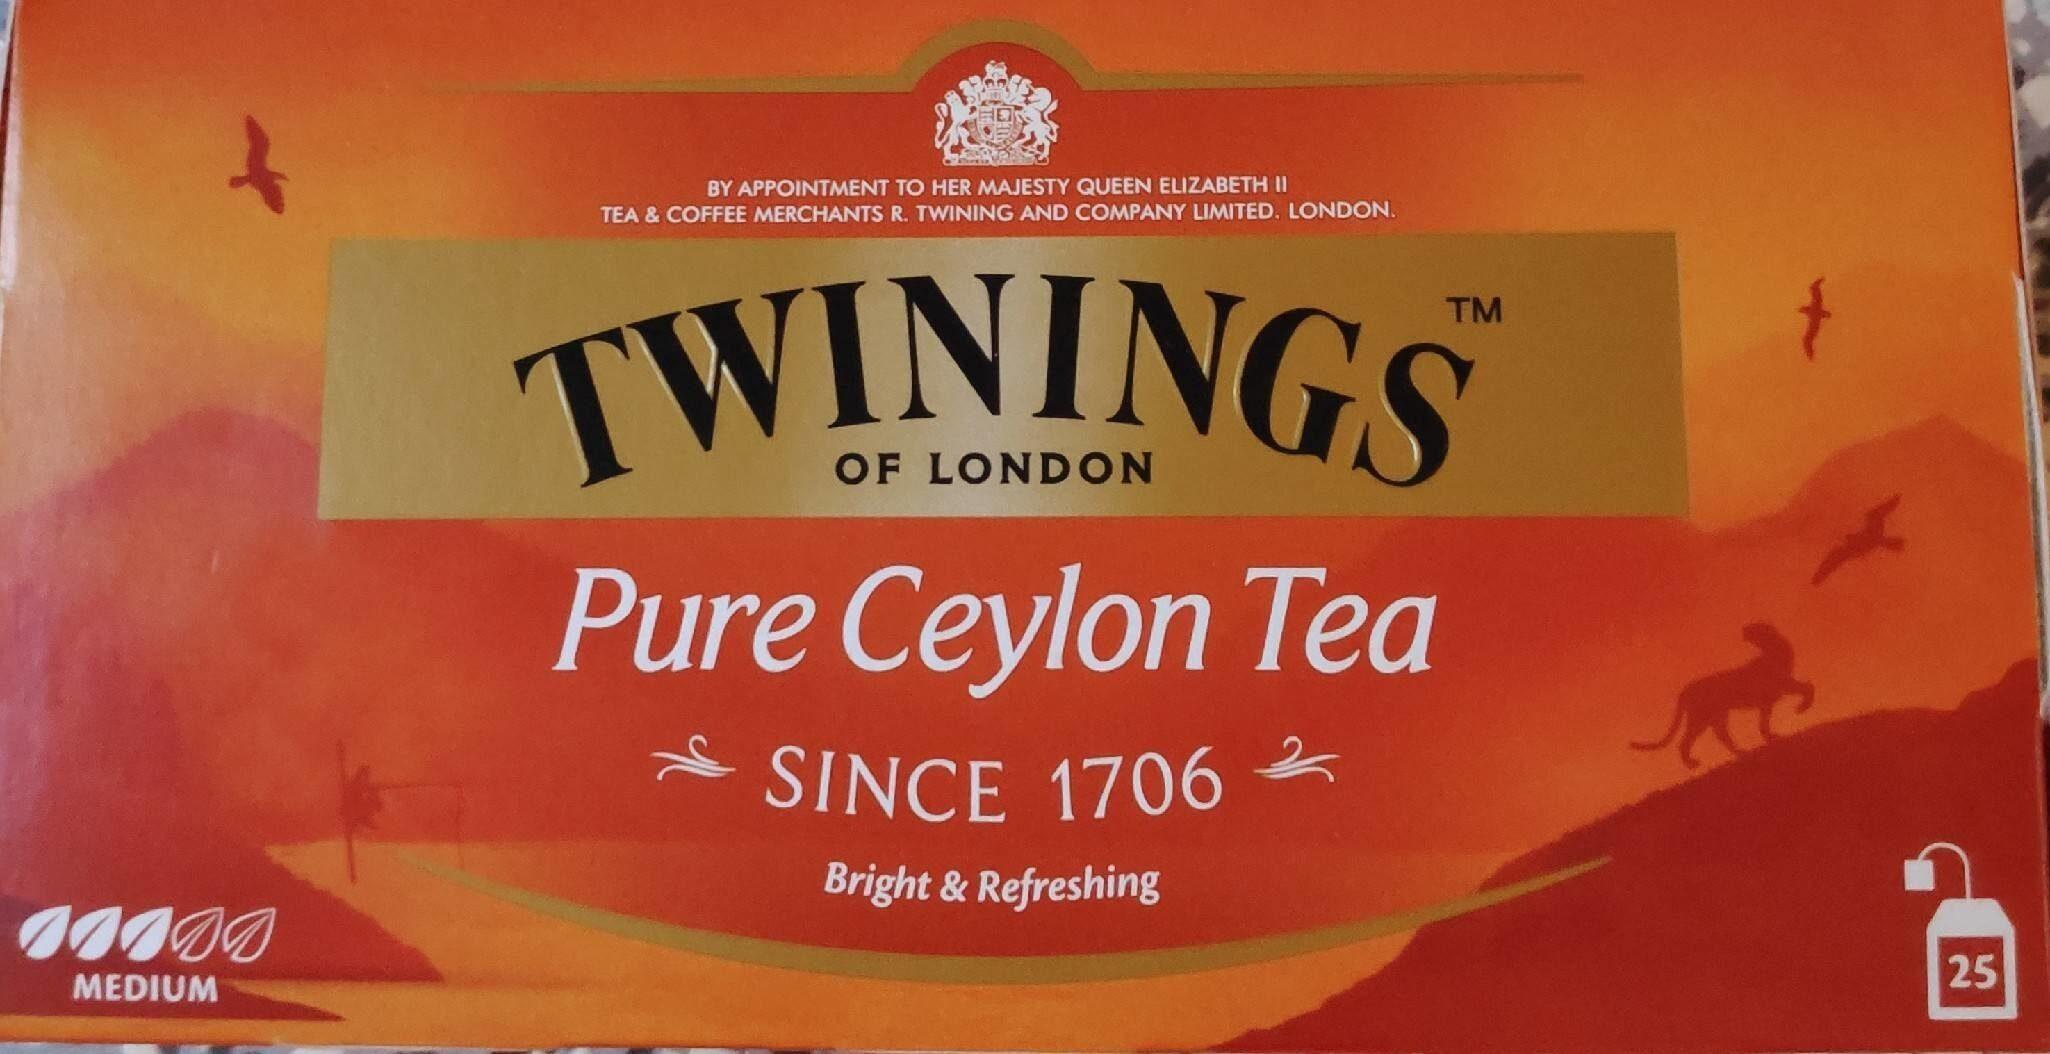 BY APPOINTMENT TO HER MAJESTY QUEEN ELIZABETH II
TEA & COFFEE MERCHANTS R. TWINING AND COMPANY LIMITED. LONDON.
TWININGS™
OF LONDON
Pure Ceylon Tea
SINCE 1706
Bright & Refreshing
MEDIUM
25